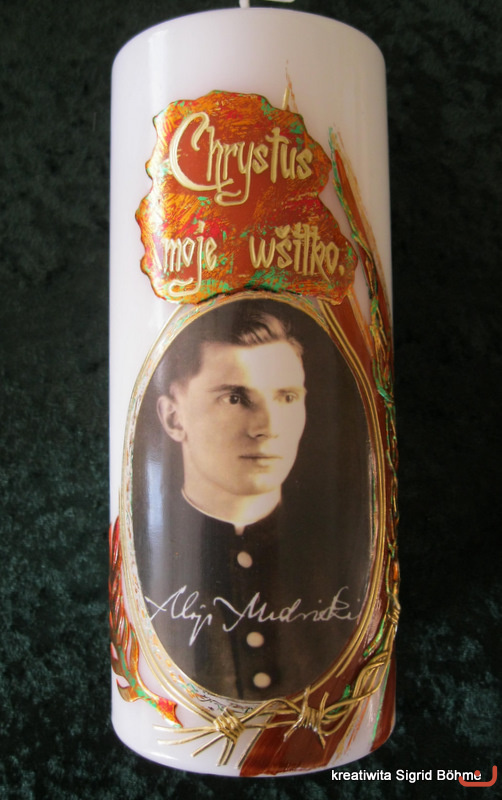 Chrystus
moje wšitko.
Alojs Andricki
kreatiwita Sigrid Böhme